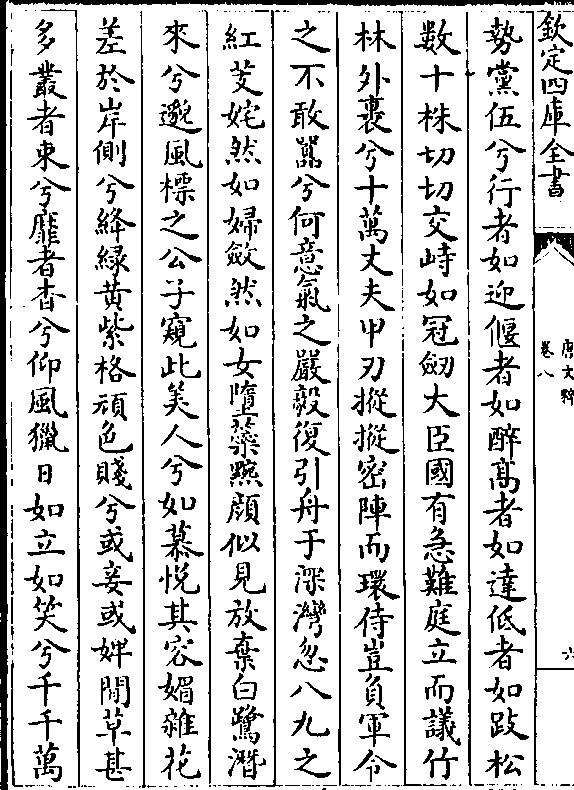 欽定四庫全書
唐文粹
卷八
六
勢黨伍兮行者如迎偃者如醉髙者如達低者如跂松
數十株切切交峙如冠劒大臣國有急難庭立而議竹
林外裹兮十萬丈夫甲刃摐摐密陣而環侍豈負軍令
之不敢嚚兮何意氣之嚴毅復引舟于深灣忽八九之
紅芰姹然如婦斂然如女墮蘂黦顔似見放棄白鷺潛
來兮邈風標之公子窺此美人兮如慕悦其容媚雜花
差於岸側兮絳緑黄紫格頑色賤兮或妾或婢間草甚
多叢者束兮靡者杳兮仰風獵日如立如笑兮千千萬